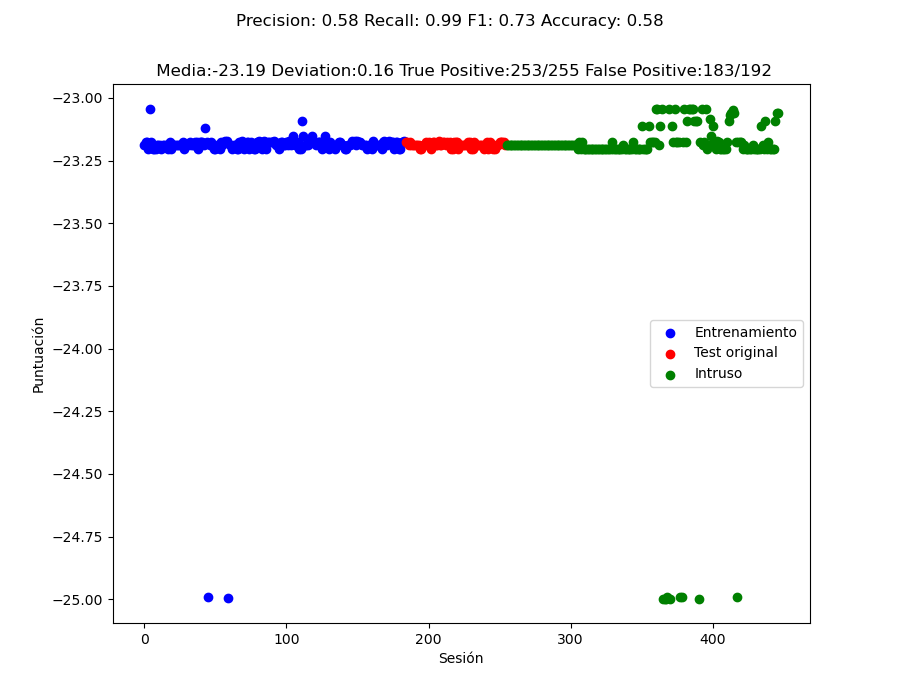 Precision: 0.58 Recall: 0.99 F1: 0.73 Accuracy: 0.58
Media:-23.19 Deviation:0.16 True Positive:253/255 False Positive:183/192
−23.00
−23.25
−23.50
−23.75
−24.00
−24.25
−24.50
−24.75
−25.00
Puntuación
Entrenamiento
Test original
Intruso
0
100
200
300
400
Sesión